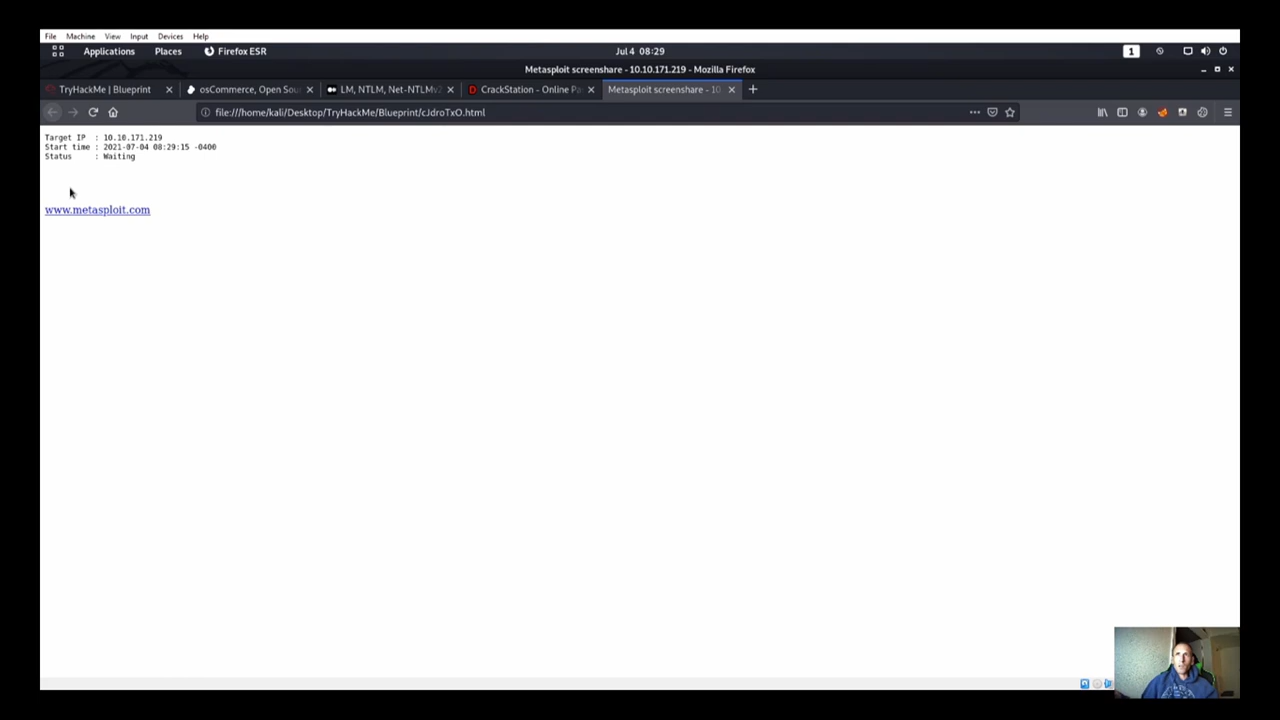 File Machine View Input Devices Help
Applications Places Firefox ESR Jul 4 08:29 1
Metasploit screenshare - 10.10.171.219 - Mozilla Firefox
TryHackMe | Blueprint osCommerce, Open Sou LM, NTLM, Net-NTLMv2 CrackStation - Online Pa Metasploit screenshare - 10
file:///home/kali/Desktop/TryHackMe/Blueprint/cJdroTxO.html
Target IP : 10.10.171.219
Start time : 2021-07-04 08:29:15 -0400
Status : Waiting
www.metasploit.com